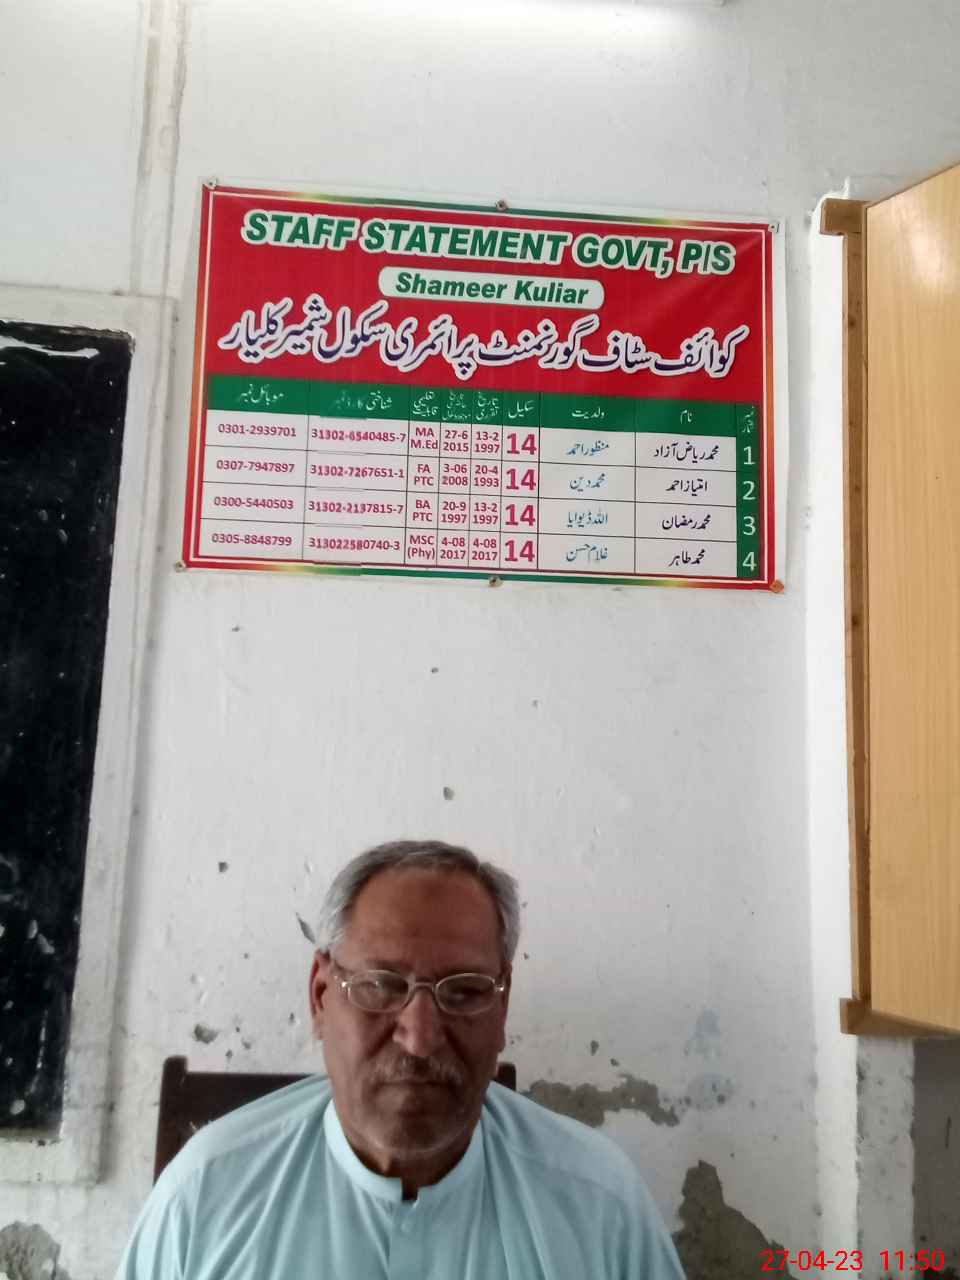 STAFF STATEMENT GOVT, P/S
Shameer Kuliar
کوائف سٹاف گورنمنٹ پرائمری سکول شمیر کلیار
نمبر شمار نام ولدیت سکیل تاریخ تقرری تاریخ موجودہ تعلیمی قابلیت شناختی کارڈ نمبر موبائل نمبر
1 محمد ریاض آزاد منظور احمد 14 13-2 1997 27-6 2015 MA M.Ed 31302-6540485-7 0301-2939701
2 امتیاز احمد محمد دین 14 20-4 1993 3-06 2008 FA PTC 31302-7267651-1 0307-7947897
3 محمد رمضان اللہ ڈیوایا 14 13-2 1997 20-9 1997 BA PTC 31302-2137815-7 0300-5440503
4 محمد طاہر غلام حسن 14 4-08 2017 4-08 2017 MSC (Phy) 313022580740-3 0305-8848799
27-04-23 11:50